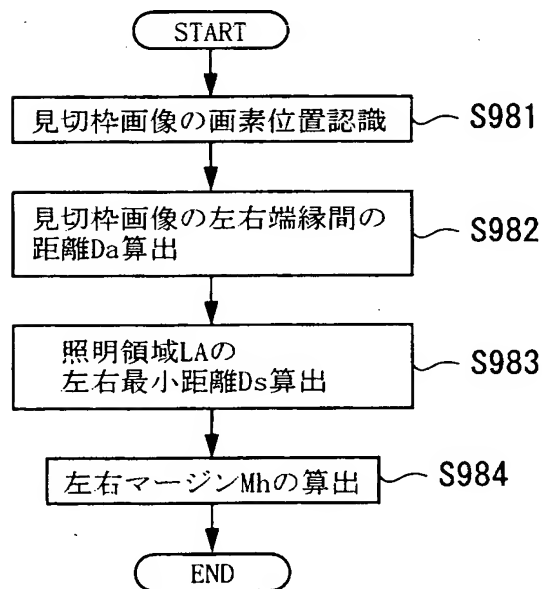 START
見切枠画像の画素位置認識
S981
見切枠画像の左右端縁間の
距離Da算出
S982
照明領域LAの
左右最小距離Ds算出
S983
左右マージンMhの算出
S984
END